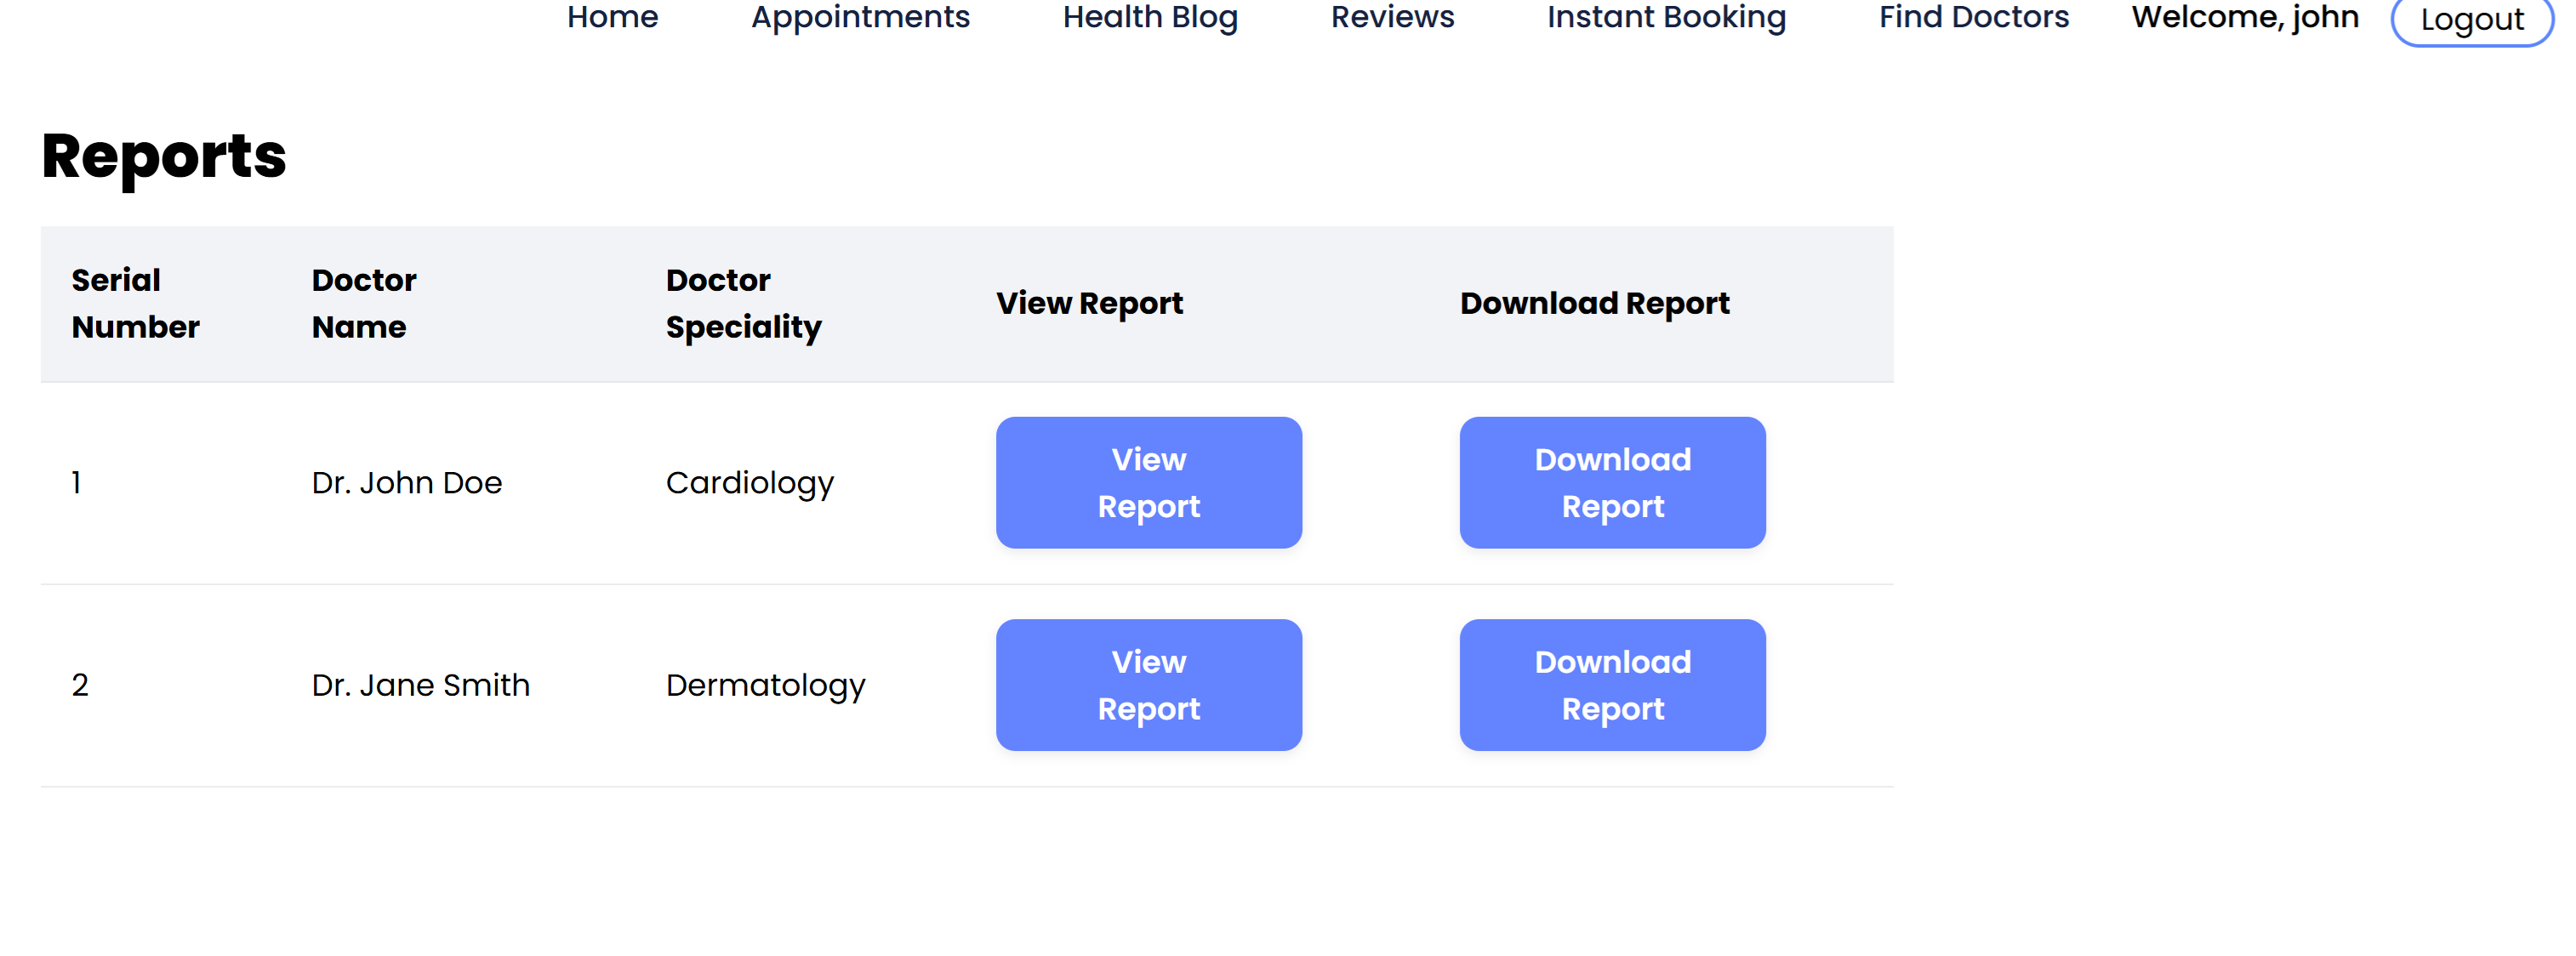 Home Appointments Health Blog Reviews Instant Booking Find Doctors Welcome, john Logout
Reports
Serial Number Doctor Name Doctor Speciality View Report Download Report
1 Dr. John Doe Cardiology View Report Download Report
2 Dr. Jane Smith Dermatology View Report Download Report